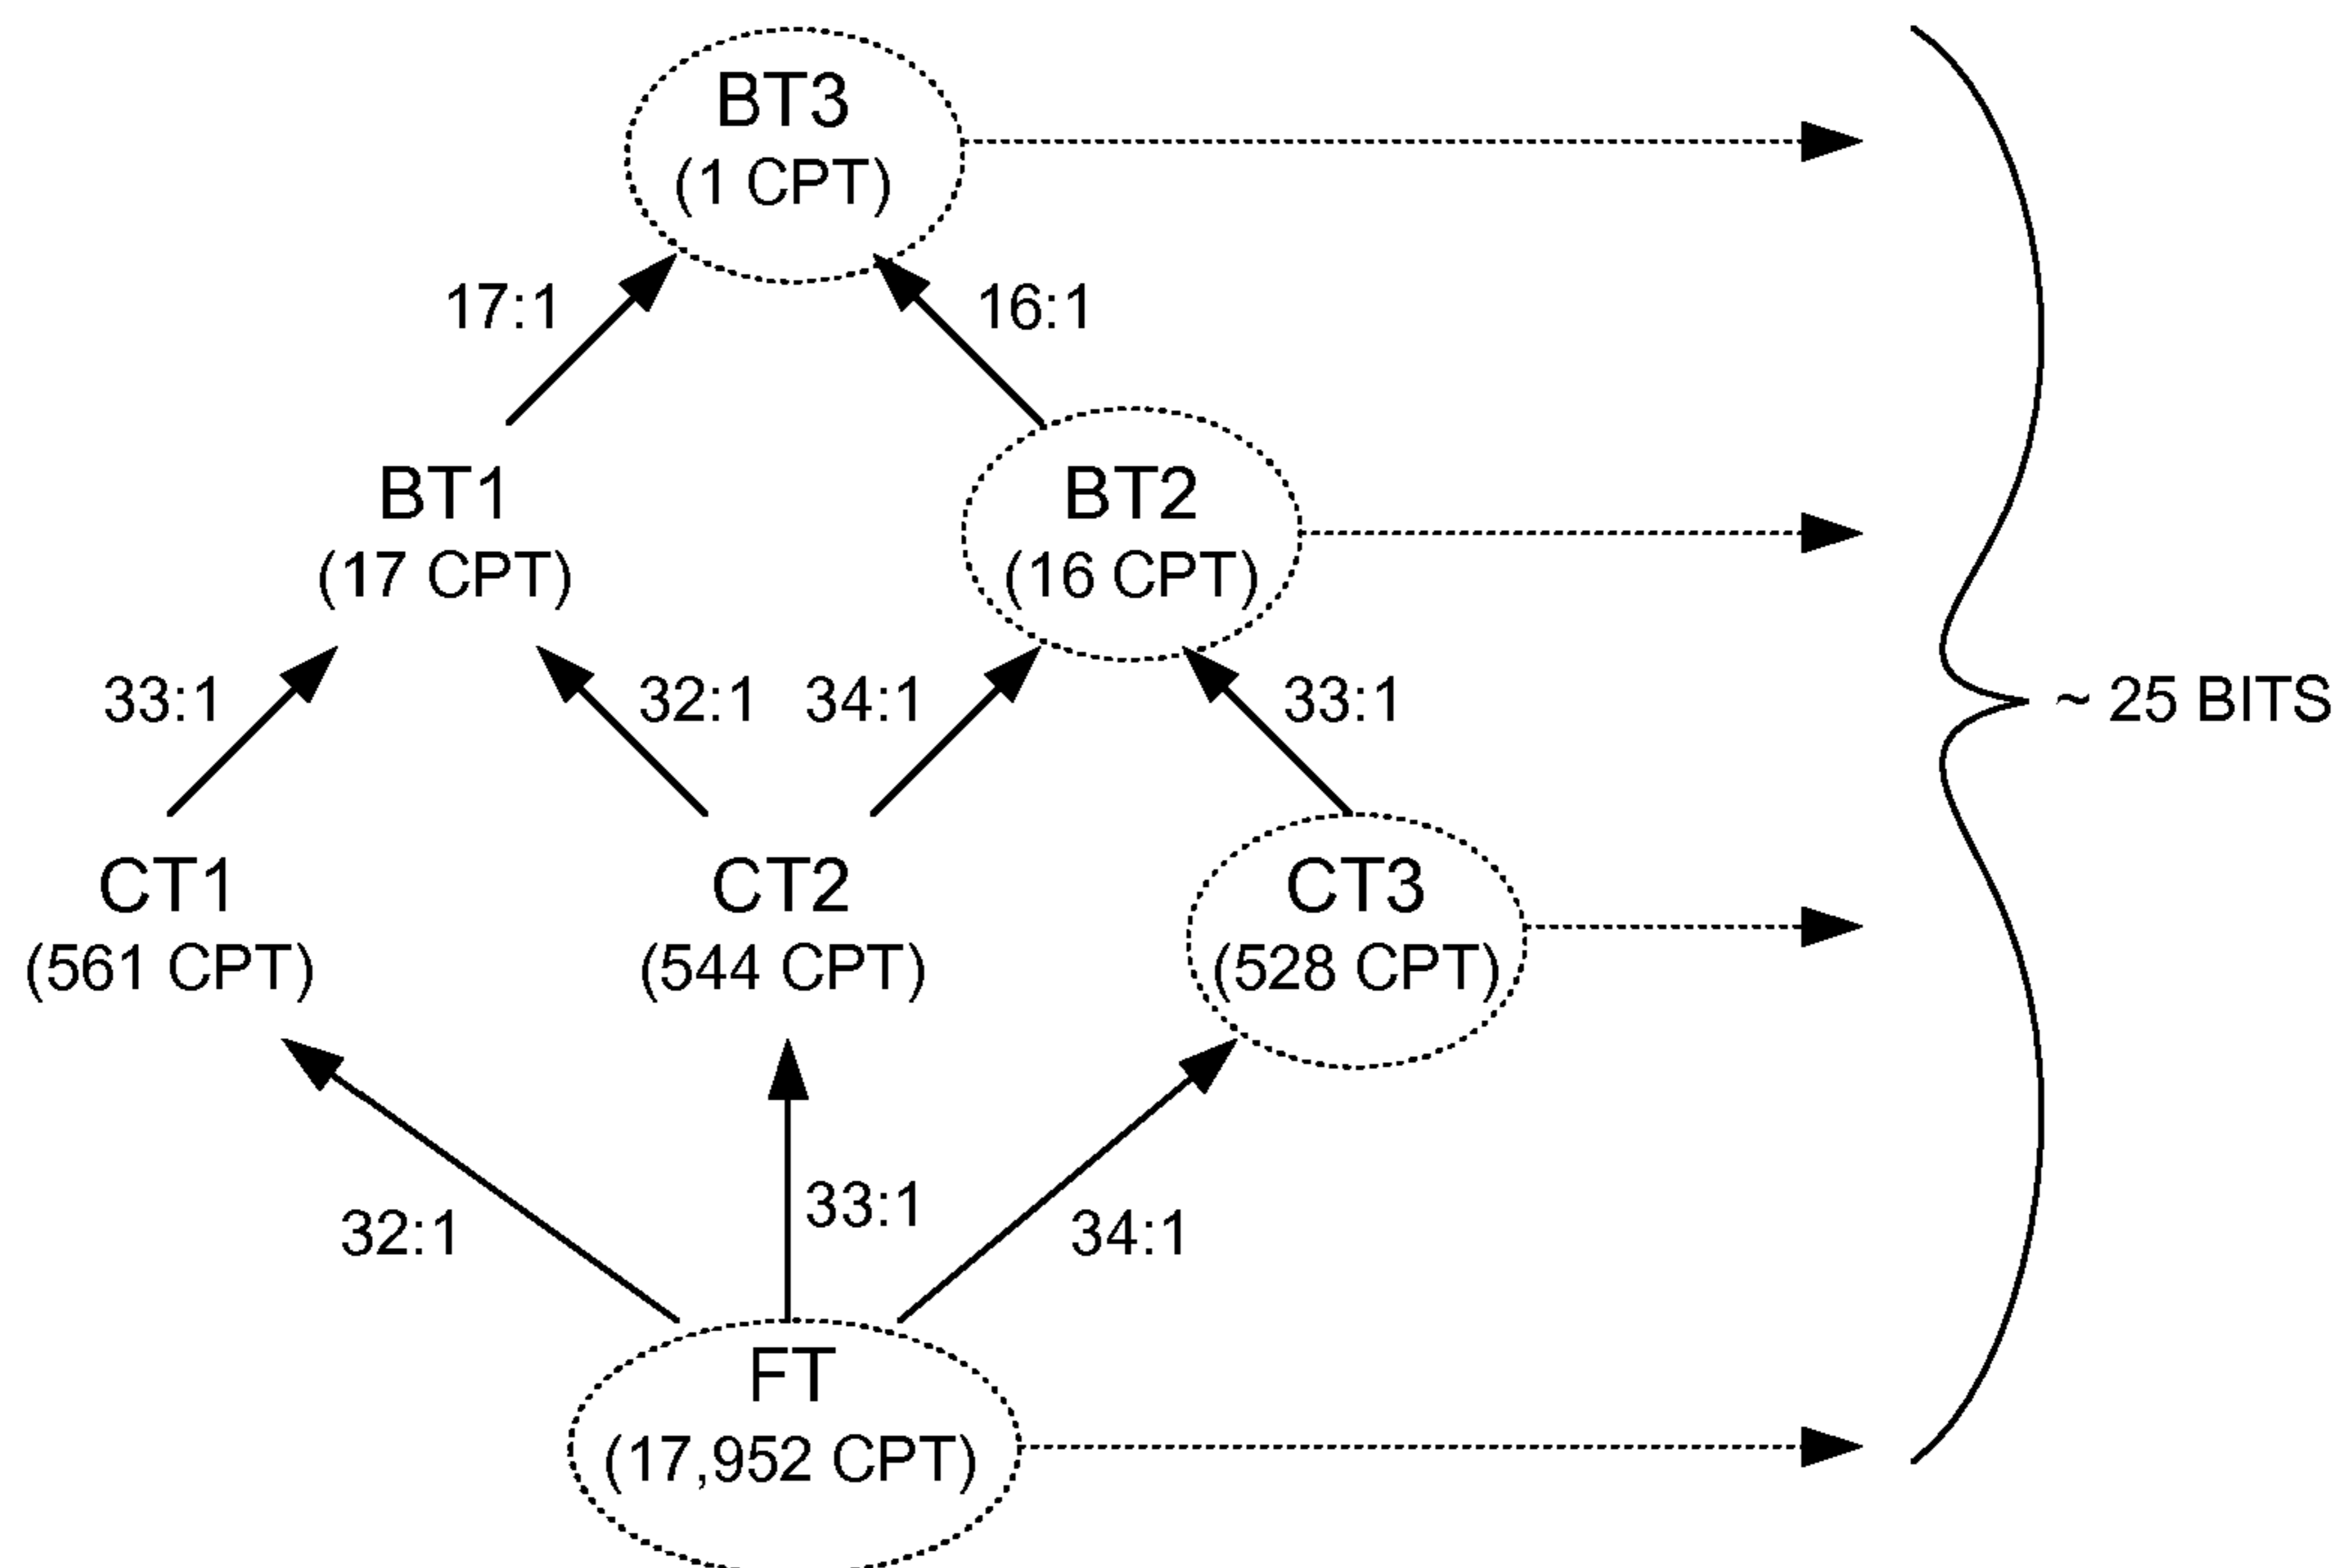 BT3
(1 CPT)
17:1
16:1
BT1
(17 CPT)
BT2
(16 CPT)
33:1
32:1
34:1
33:1
~ 25 BITS
CT1
(561 CPT)
CT2
(544 CPT)
CT3
(528 CPT)
32:1
33:1
34:1
FT
(17,952 CPT)